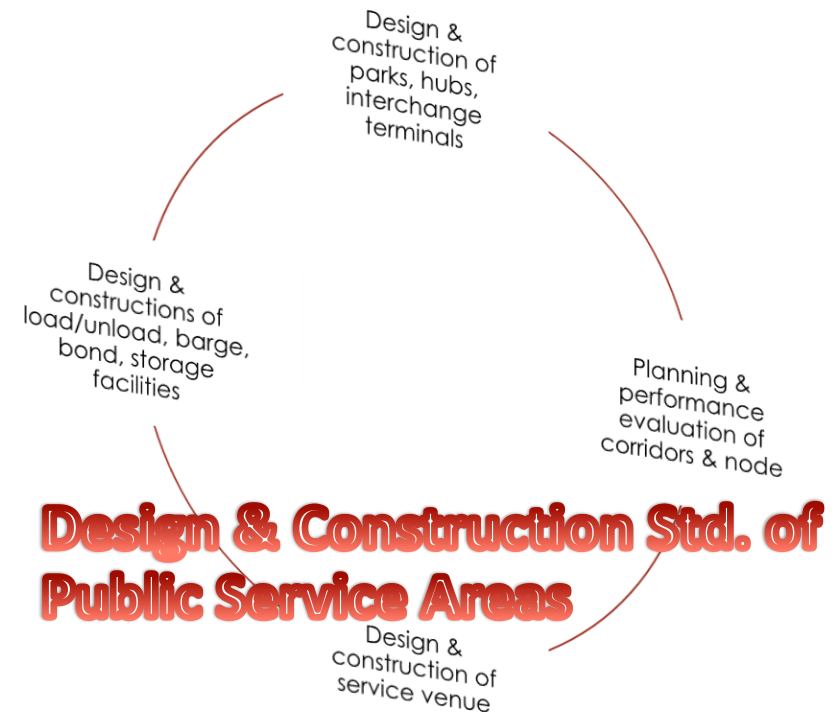 Design &
construction of
parks, hubs,
interchange
terminals
Design &
constructions of
load/unload, barge,
bond, storage
facilities
Planning &
performance
evaluation of
corridors & node
Design & Construction Std. of
Public Service Areas
Design &
construction of
service venue